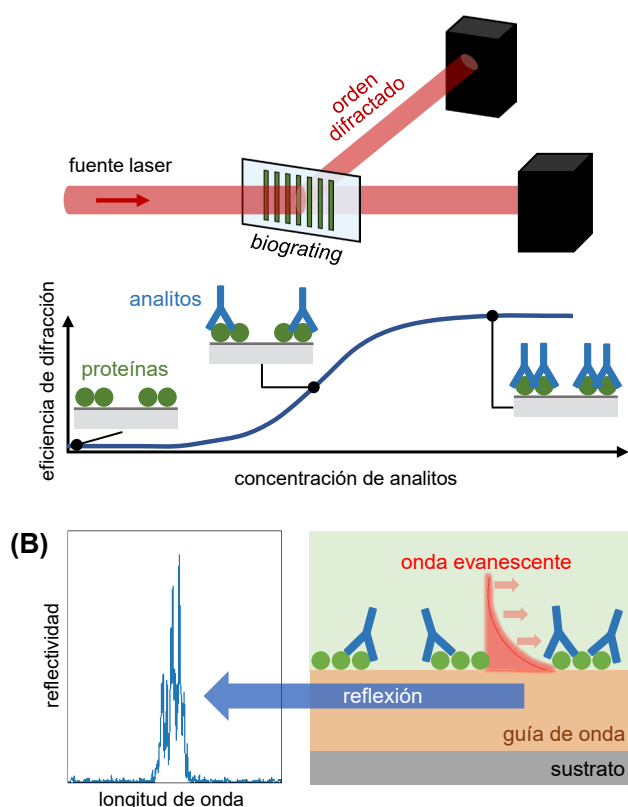 orden
difractado
fuente laser
biograting
analitos
proteínas
eficiencia de difracción
concentración de analitos
(B)
onda evanescente
reflectividad
reflexión
guía de onda
sustrato
longitud de onda